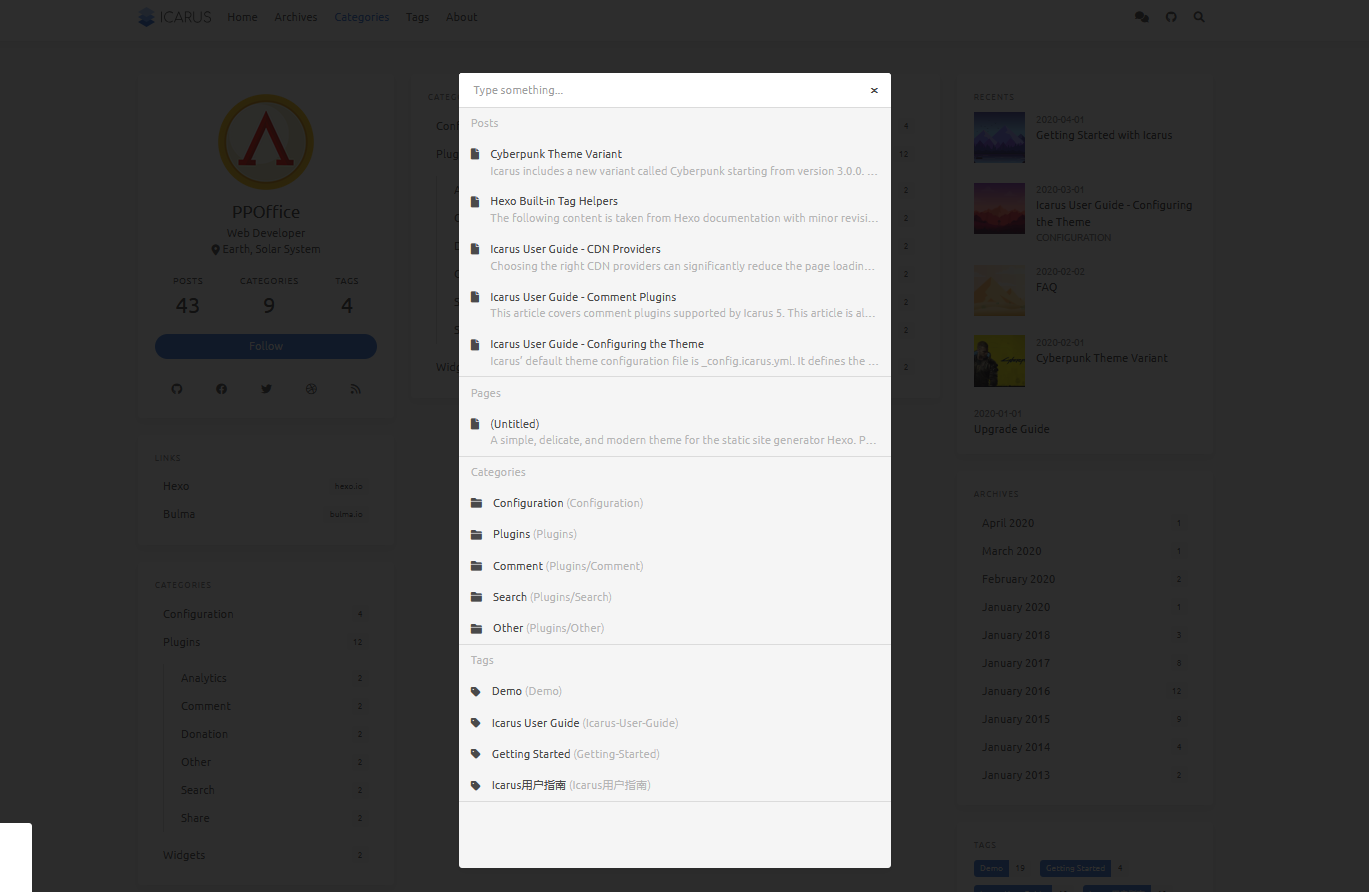 ICARUS Home Archives Categories Tags About
PPOffice
Web Developer
Earth, Solar System
POSTS CATEGORIES TAGS
43 9 4
Follow
LINKS
Hexo hexo.io
Bulma bulma.io
CATEGORIES
Configuration 4
Plugins 12
Analytics 2
Comment 2
Donation 2
Other 2
Search 2
Share 2
Widgets 2
Type something...
Posts
Cyberpunk Theme Variant
Icarus includes a new variant called Cyberpunk starting from version 3.0.0. ...
Hexo Built-in Tag Helpers
The following content is taken from Hexo documentation with minor revisi...
Icarus User Guide - CDN Providers
Choosing the right CDN providers can significantly reduce the page loadin...
Icarus User Guide - Comment Plugins
This article covers comment plugins supported by Icarus 5. This article is al...
Icarus User Guide - Configuring the Theme
Icarus' default theme configuration file is _config.icarus.yml. It defines the ...
Pages
(Untitled)
A simple, delicate, and modern theme for the static site generator Hexo. P...
Categories
Configuration (Configuration)
Plugins (Plugins)
Comment (Plugins/Comment)
Search (Plugins/Search)
Other (Plugins/Other)
Tags
Demo (Demo)
Icarus User Guide (Icarus-User-Guide)
Getting Started (Getting-Started)
Icarus用户指南 (Icarus用户指南)
4
12
2
2
2
2
2
2
2
RECENTS
2020-04-01
Getting Started with Icarus
2020-03-01
Icarus User Guide - Configuring
the Theme
CONFIGURATION
2020-02-02
FAQ
2020-02-01
Cyberpunk Theme Variant
2020-01-01
Upgrade Guide
ARCHIVES
April 2020 1
March 2020 1
February 2020 2
January 2020 1
January 2018 3
January 2017 8
January 2016 12
January 2015 9
January 2014 4
January 2013 2
TAGS
Demo 19 Getting Started 4